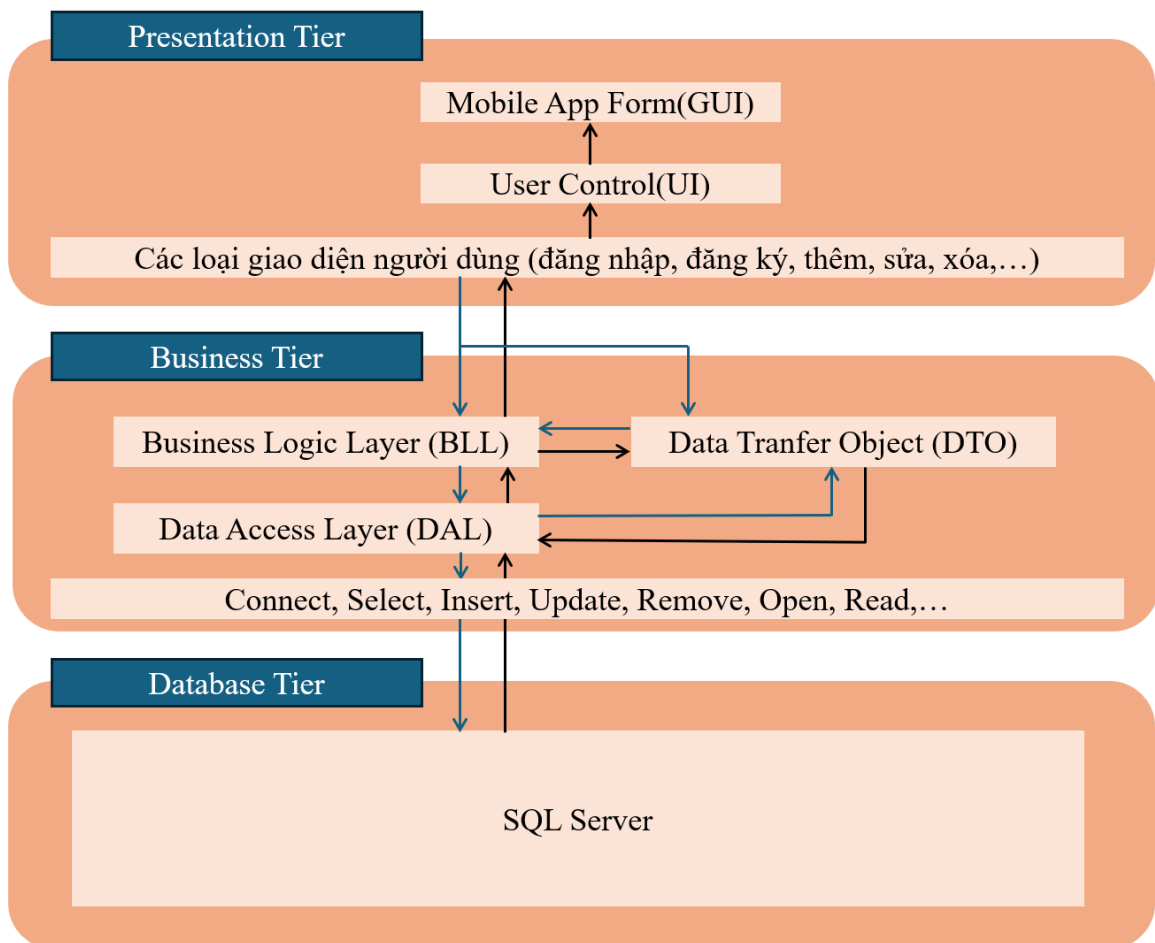 Presentation Tier
Mobile App Form(GUI)
User Control(UI)
Các loại giao diện người dùng (đăng nhập, đăng ký, thêm, sửa, xóa,…)
Business Tier
Business Logic Layer (BLL)
Data Tranfer Object (DTO)
Data Access Layer (DAL)
Connect, Select, Insert, Update, Remove, Open, Read,…
Database Tier
SQL Server